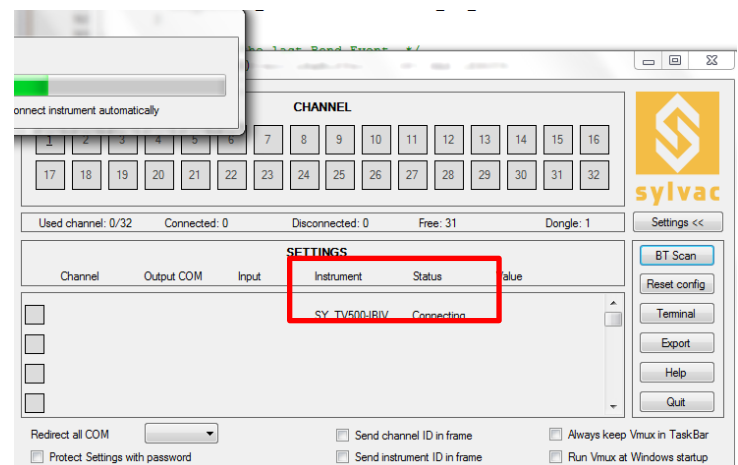 the last Bond Event */
onnect instrument automatically
CHANNEL
1 2 3 4 5 6 7 8 9 10 11 12 13 14 15 16
17 18 19 20 21 22 23 24 25 26 27 28 29 30 31 32
sylvac
Used channel: 0/32 Connected: 0 Disconnected: 0 Free: 31 Dongle: 1 Settings <<
SETTINGS
Channel Output COM Input Instrument Status Value
BT Scan
Reset config
SY_TV500-IBIV Connecting
Terminal
Export
Help
Quit
Redirect all COM
Send channel ID in frame
Always keep Vmux in TaskBar
Protect Settings with password
Send instrument ID in frame
Run Vmux at Windows startup